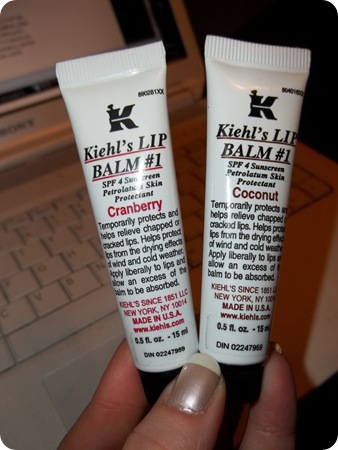 SONY
890281XX
K
Kiehl's LIP
BALM #1
SPF 4 Sunscreen
Petrolatum Skin
Protectant
Cranberry
Temporarily protects and
helps relieve chapped or
cracked lips. Helps protect
lips from the drying effects
of wind and cold weather.
Apply liberally to lips and
allow an excess of the
balm to be absorbed.
KIEHL'S SINCE 1851 LLC
NEW YORK, NY 10014
MADE IN U.S.A.
www.kiehls.com
0.5 fl. oz. - 15 ml
DIN 02247959
K
Kiehl's LIP
BALM #1
SPF 4 Sunscreen
Petrolatum Skin
Protectant
Coconut
Temporarily protects and
helps relieve chapped or
cracked lips. Helps protect
lips from the drying effects
of wind and cold weather.
Apply liberally to lips and
allow an excess of the
balm to be absorbed.
KIEHL'S SINCE 1851 LLC
NEW YORK, NY
MADE IN U.S.A.
www.kiehls.com
0.5 fl. oz. - 15 ml
DIN 02247959